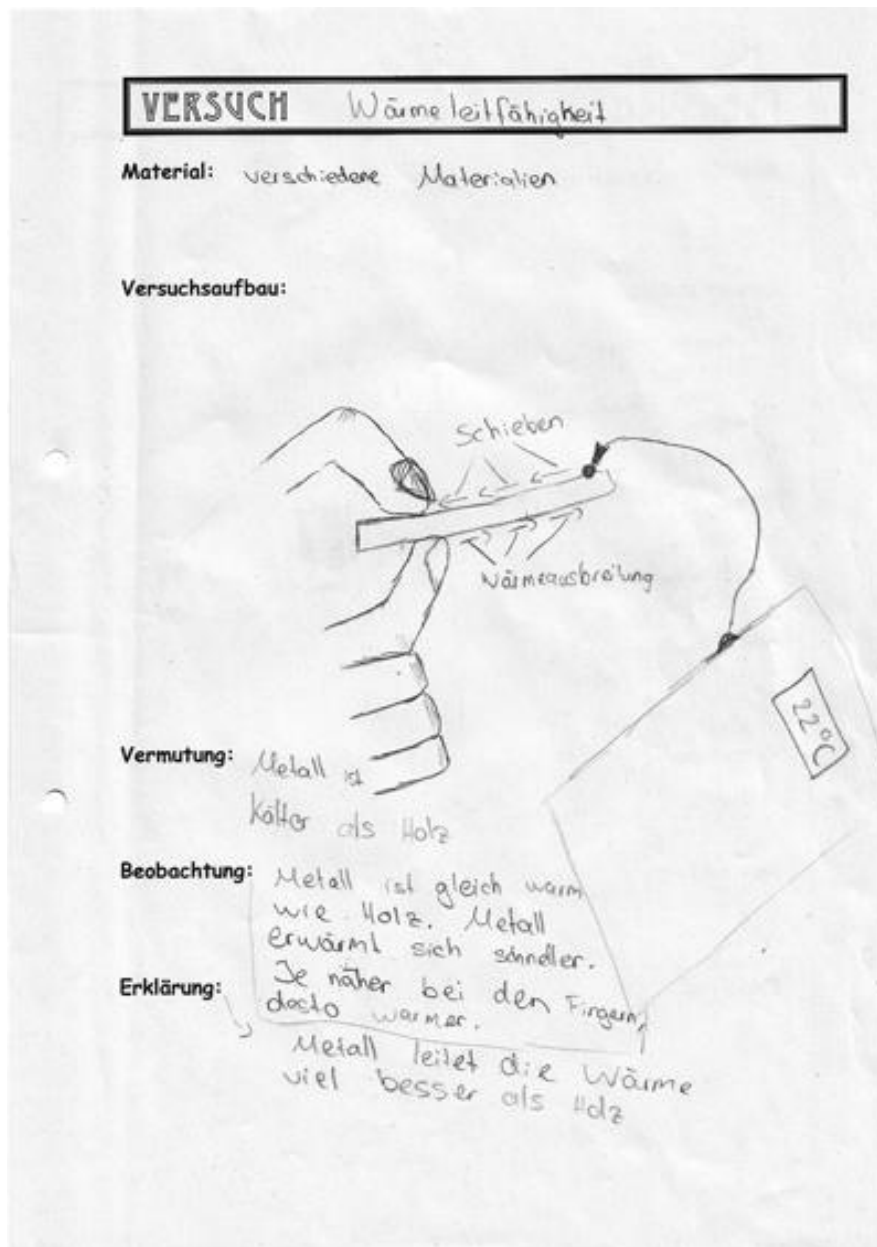 VERSUCH Wärmeleitfähigkeit
Material: verschiedene Materialien
Versuchsaufbau:
Schieben
Wärmeausbreitung
22°C
Vermutung: Metall ist
Kälter als Holz
Beobachtung: Metall ist gleich warm
wie Holz. Metall
erwärmt sich schneller.
Je näher bei den Fingern,
desto warmer.
Erklärung:
Metall leitet die Wärme
viel besser als Holz